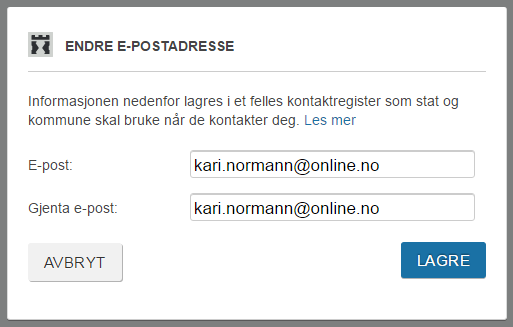 ENDRE E-POSTADRESSE
Informasjonen nedenfor lagres i et felles kontaktregister som stat og
kommune skal bruke når de kontakter deg. Les mer
E-post: kari.normann@online.no
Gjenta e-post: kari.normann@online.no
AVBRYT LAGRE